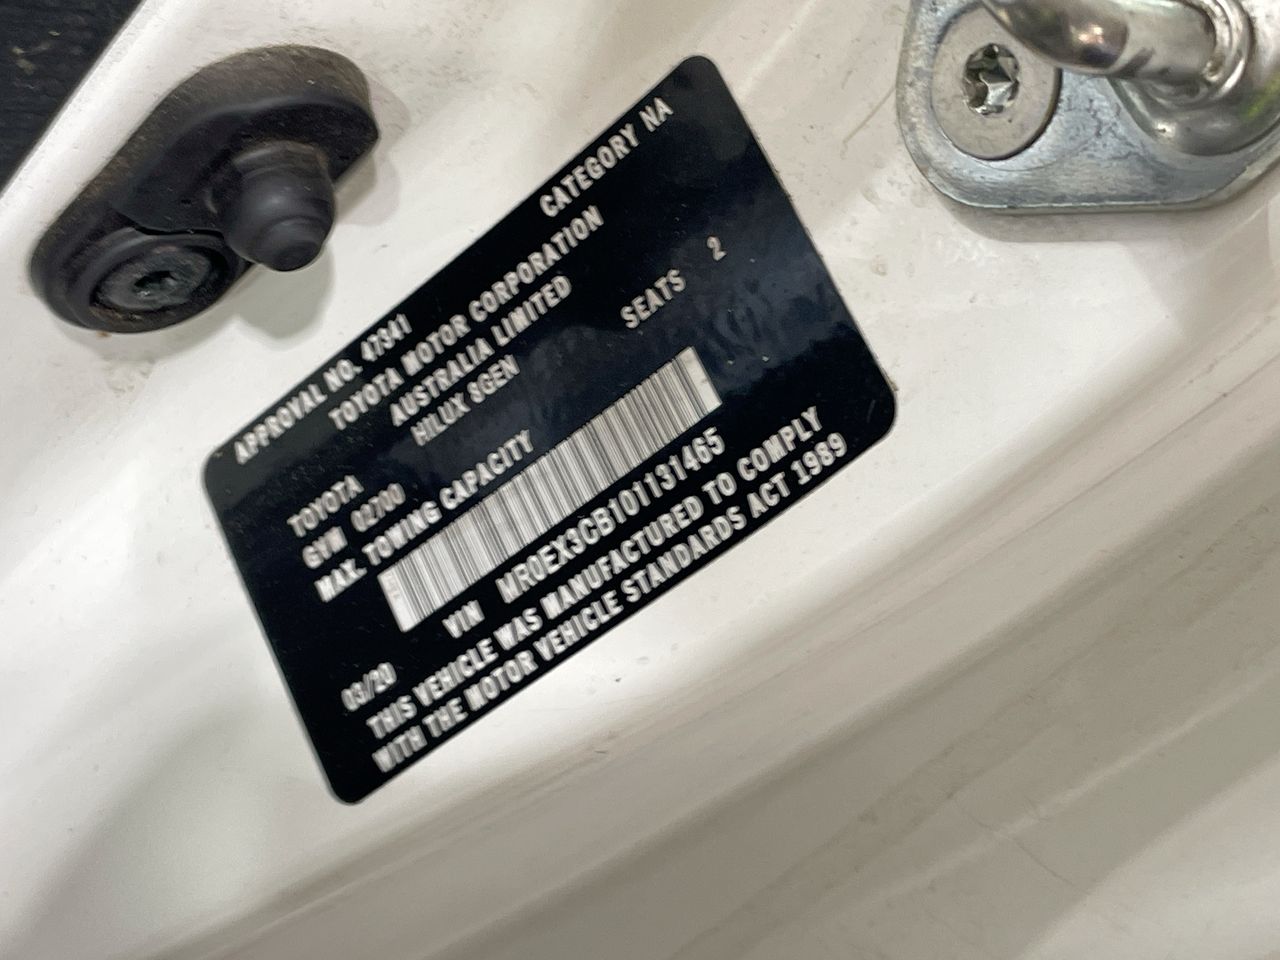 APPROVAL NO. 47341 CATEGORY NA
TOYOTA MOTOR CORPORATION
AUSTRALIA LIMITED
TOYOTA HILUX 8GEN
GVM 02700 SEATS 2
MAX. TOWING CAPACITY
VIN MR0EX3CB101131465
03/20
THIS VEHICLE WAS MANUFACTURED TO COMPLY
WITH THE MOTOR VEHICLE STANDARDS ACT 1989